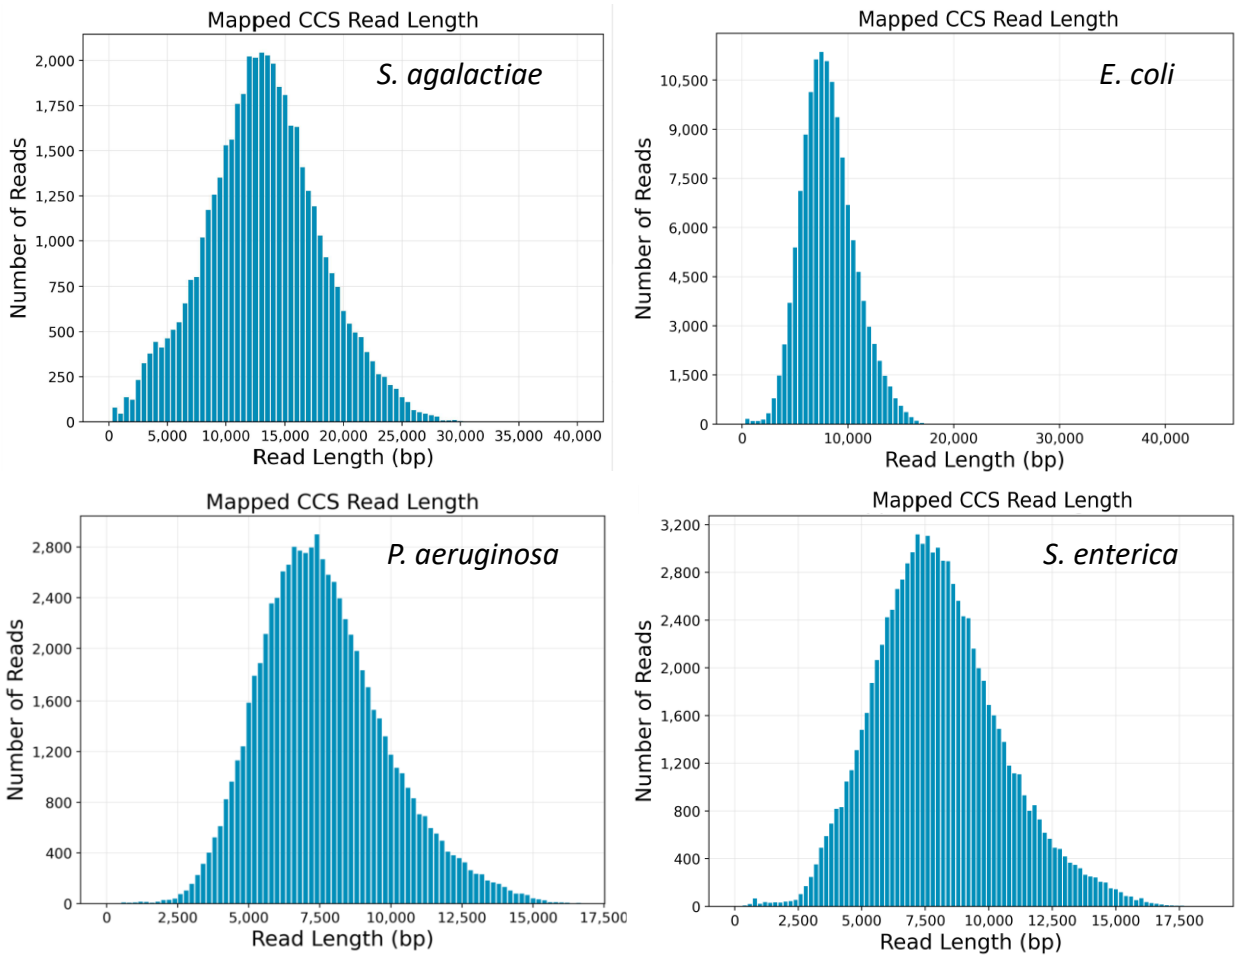 Mapped CCS Read Length
S. agalactiae
Number of Reads
2,000
1,750
1,500
1,250
1,000
750
500
250
0
0 5,000 10,000 15,000 20,000 25,000 30,000 35,000 40,000
Read Length (bp)
Mapped CCS Read Length
E. coli
Number of Reads
10,500
9,000
7,500
6,000
4,500
3,000
1,500
0
0 10,000 20,000 30,000 40,000
Read Length (bp)
Mapped CCS Read Length
P. aeruginosa
Number of Reads
2,800
2,400
2,000
1,600
1,200
800
400
0
0 2,500 5,000 7,500 10,000 12,500 15,000 17,500
Read Length (bp)
Mapped CCS Read Length
S. enterica
Number of Reads
3,200
2,800
2,400
2,000
1,600
1,200
800
400
0
0 2,500 5,000 7,500 10,000 12,500 15,000 17,500
Read Length (bp)